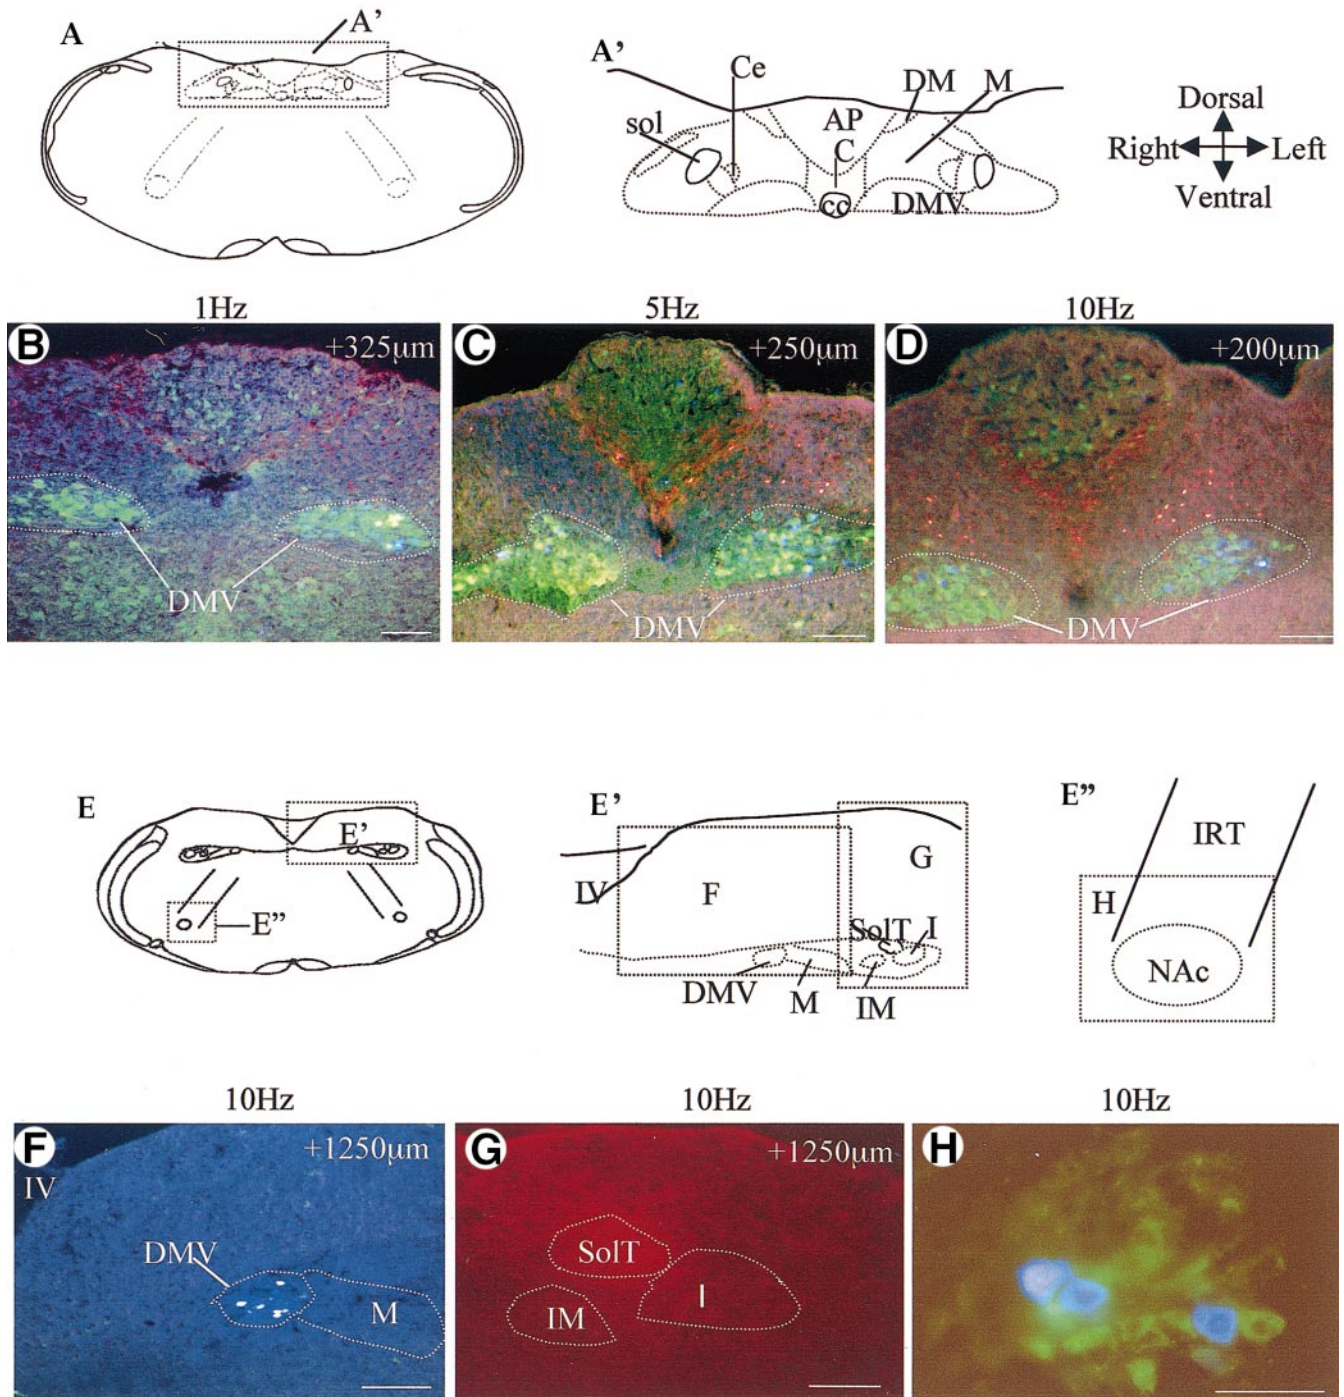 A
A'
A'
Ce
DM
M
sol
AP
C
cc
DMV
Dorsal
Right
Left
Ventral
1Hz
5Hz
10Hz
B
+325µm
C
+250µm
D
+200µm
DMV
DMV
DMV
E
E'
E"
E'
IV
F
G
SolT
I
DMV
M
IM
E"
IRT
H
NAc
10Hz
10Hz
10Hz
F
+1250µm
IV
DMV
M
G
+1250µm
SolT
IM
I
H